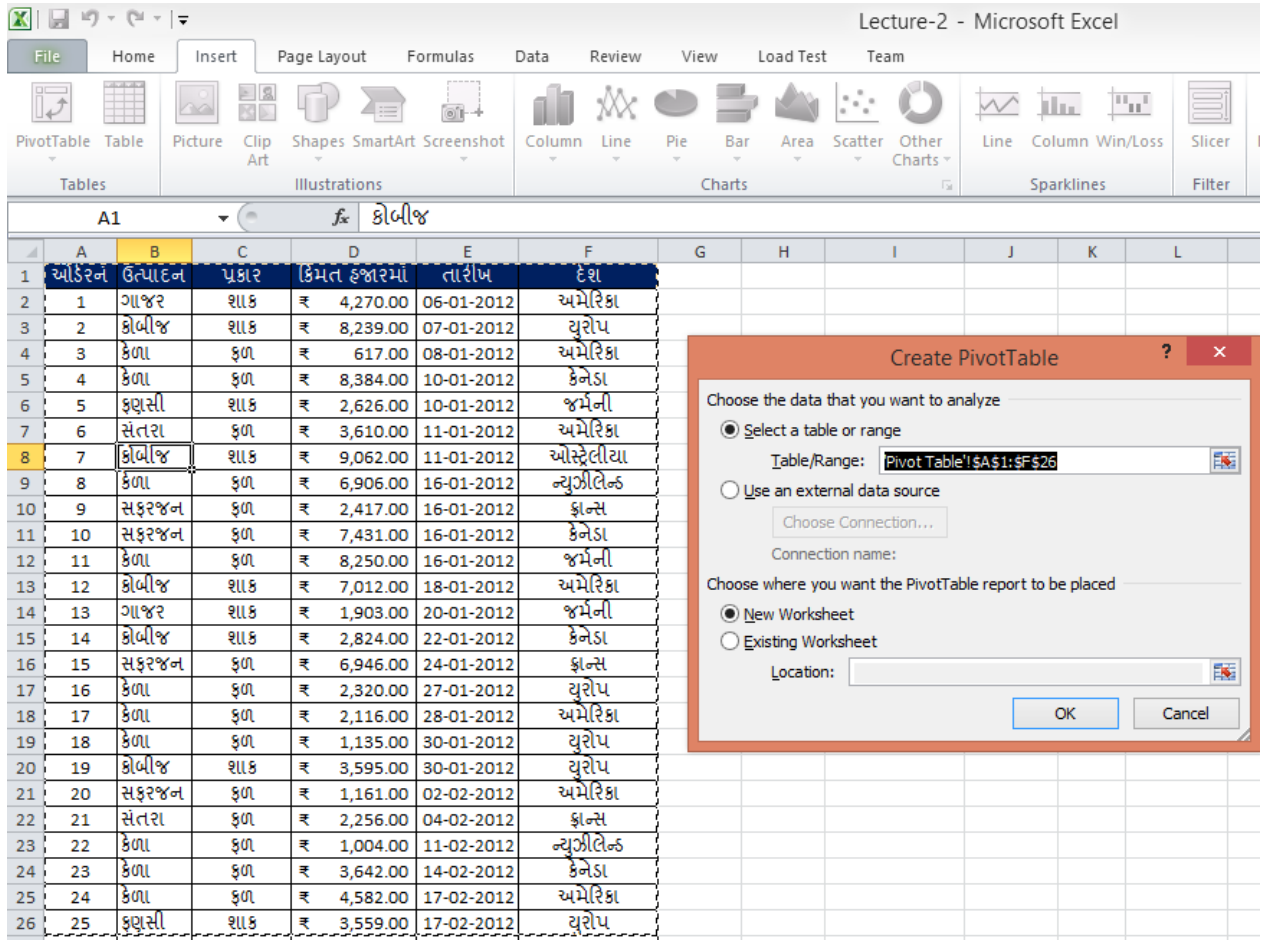 Lecture-2 - Microsoft Excel
File Home Insert Page Layout Formulas Data Review View Load Test Team
PivotTable Table Picture Clip Art Shapes SmartArt Screenshot Column Line Pie Bar Area Scatter Other Charts Line Column Win/Loss Slicer
Tables Illustrations Charts Sparklines Filter
A1 fx કોબીજ
A B C D E F G H I J K L
1 ઓર્ડરનં ઉત્પાદન પ્રકાર કિંમત હજારમાં તારીખ દેશ
2 1 ગાજર શાક ₹ 4,270.00 06-01-2012 અમેરિકા
3 2 કોબીજ શાક ₹ 8,239.00 07-01-2012 યુરોપ
4 3 કેળા ફળ ₹ 617.00 08-01-2012 અમેરિકા
5 4 કેળા ફળ ₹ 8,384.00 10-01-2012 કેનેડા
6 5 ફણસી શાક ₹ 2,626.00 10-01-2012 જર્મની
7 6 સંતરા ફળ ₹ 3,610.00 11-01-2012 અમેરિકા
8 7 કોબીજ શાક ₹ 9,062.00 11-01-2012 ઓસ્ટ્રેલીયા
9 8 કેળા ફળ ₹ 6,906.00 16-01-2012 ન્યુઝીલેન્ડ
10 9 સફરજન ફળ ₹ 2,417.00 16-01-2012 ફ્રાન્સ
11 10 સફરજન ફળ ₹ 7,431.00 16-01-2012 કેનેડા
12 11 કેળા ફળ ₹ 8,250.00 16-01-2012 જર્મની
13 12 કોબીજ શાક ₹ 7,012.00 18-01-2012 અમેરિકા
14 13 ગાજર શાક ₹ 1,903.00 20-01-2012 જર્મની
15 14 કોબીજ શાક ₹ 2,824.00 22-01-2012 કેનેડા
16 15 સફરજન ફળ ₹ 6,946.00 24-01-2012 ફ્રાન્સ
17 16 કેળા ફળ ₹ 2,320.00 27-01-2012 યુરોપ
18 17 કેળા ફળ ₹ 2,116.00 28-01-2012 અમેરિકા
19 18 કેળા ફળ ₹ 1,135.00 30-01-2012 યુરોપ
20 19 કોબીજ શાક ₹ 3,595.00 30-01-2012 યુરોપ
21 20 સફરજન ફળ ₹ 1,161.00 02-02-2012 અમેરિકા
22 21 સંતરા ફળ ₹ 2,256.00 04-02-2012 ફ્રાન્સ
23 22 કેળા ફળ ₹ 1,004.00 11-02-2012 ન્યુઝીલેન્ડ
24 23 કેળા ફળ ₹ 3,642.00 14-02-2012 કેનેડા
25 24 કેળા ફળ ₹ 4,582.00 17-02-2012 અમેરિકા
26 25 ફણસી શાક ₹ 3,559.00 17-02-2012 યુરોપ
Create PivotTable ?
Choose the data that you want to analyze
Select a table or range
Table/Range: 'Pivot Table'!$A$1:$F$26
Use an external data source
Choose Connection...
Connection name:
Choose where you want the PivotTable report to be placed
New Worksheet
Existing Worksheet
Location:
OK Cancel